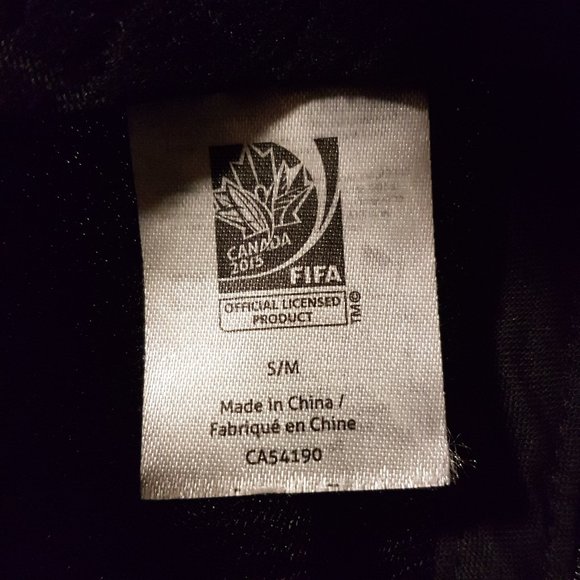 CANADA
2015
FIFA
OFFICIAL LICENSED
PRODUCT
TM©
S/M
Made in China /
Fabriqué en Chine
CA54190